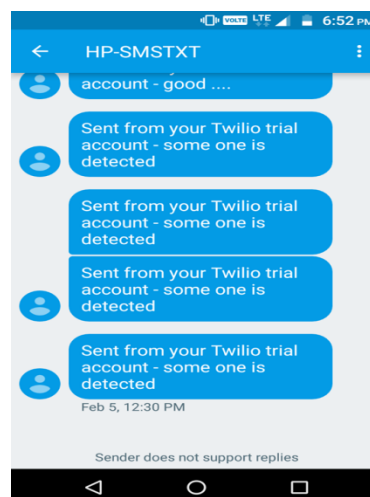 VOLTE LTE 6:52 PM
HP-SMSTXT
account - good ....
Sent from your Twilio trial
account - some one is
detected
Sent from your Twilio trial
account - some one is
detected
Sent from your Twilio trial
account - some one is
detected
Sent from your Twilio trial
account - some one is
detected
Feb 5, 12:30 PM
Sender does not support replies